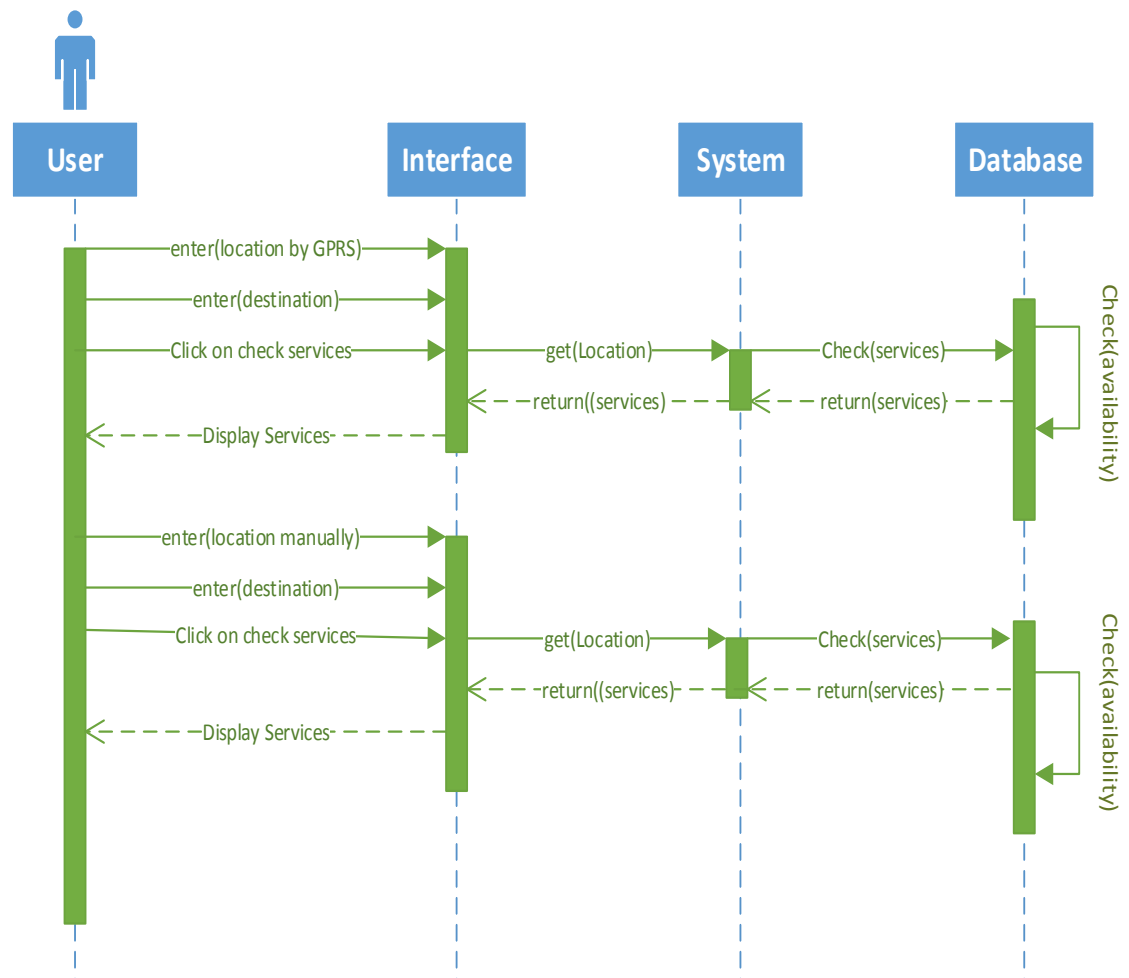 User
Interface
System
Database
enter(location by GPRS)
enter(destination)
Click on check services
get(Location)
Check(services)
Check(availability)
return((services)
return(services)
Display Services
enter(location manually)
enter(destination)
Click on check services
get(Location)
Check(services)
Check(availability)
return((services)
return(services)
Display Services